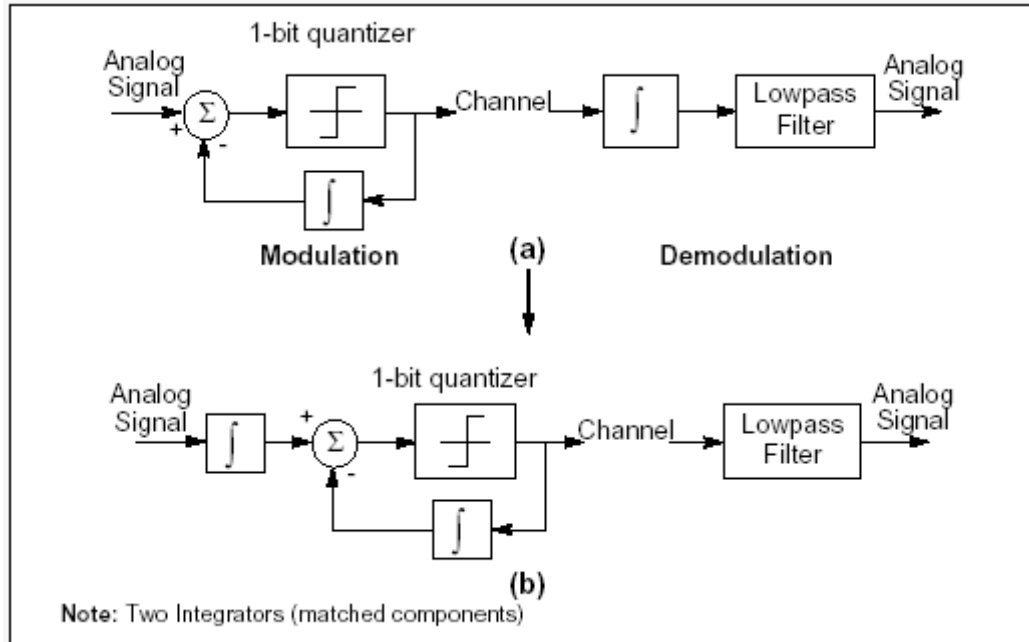 1-bit quantizer
Analog
Signal
Σ
+
-
∫
Channel
∫
Lowpass
Filter
Analog
Signal
∫
Modulation
(a)
Demodulation
1-bit quantizer
Analog
Signal
∫
+
Σ
-
Channel
Lowpass
Filter
Analog
Signal
∫
(b)
Note: Two Integrators (matched components)